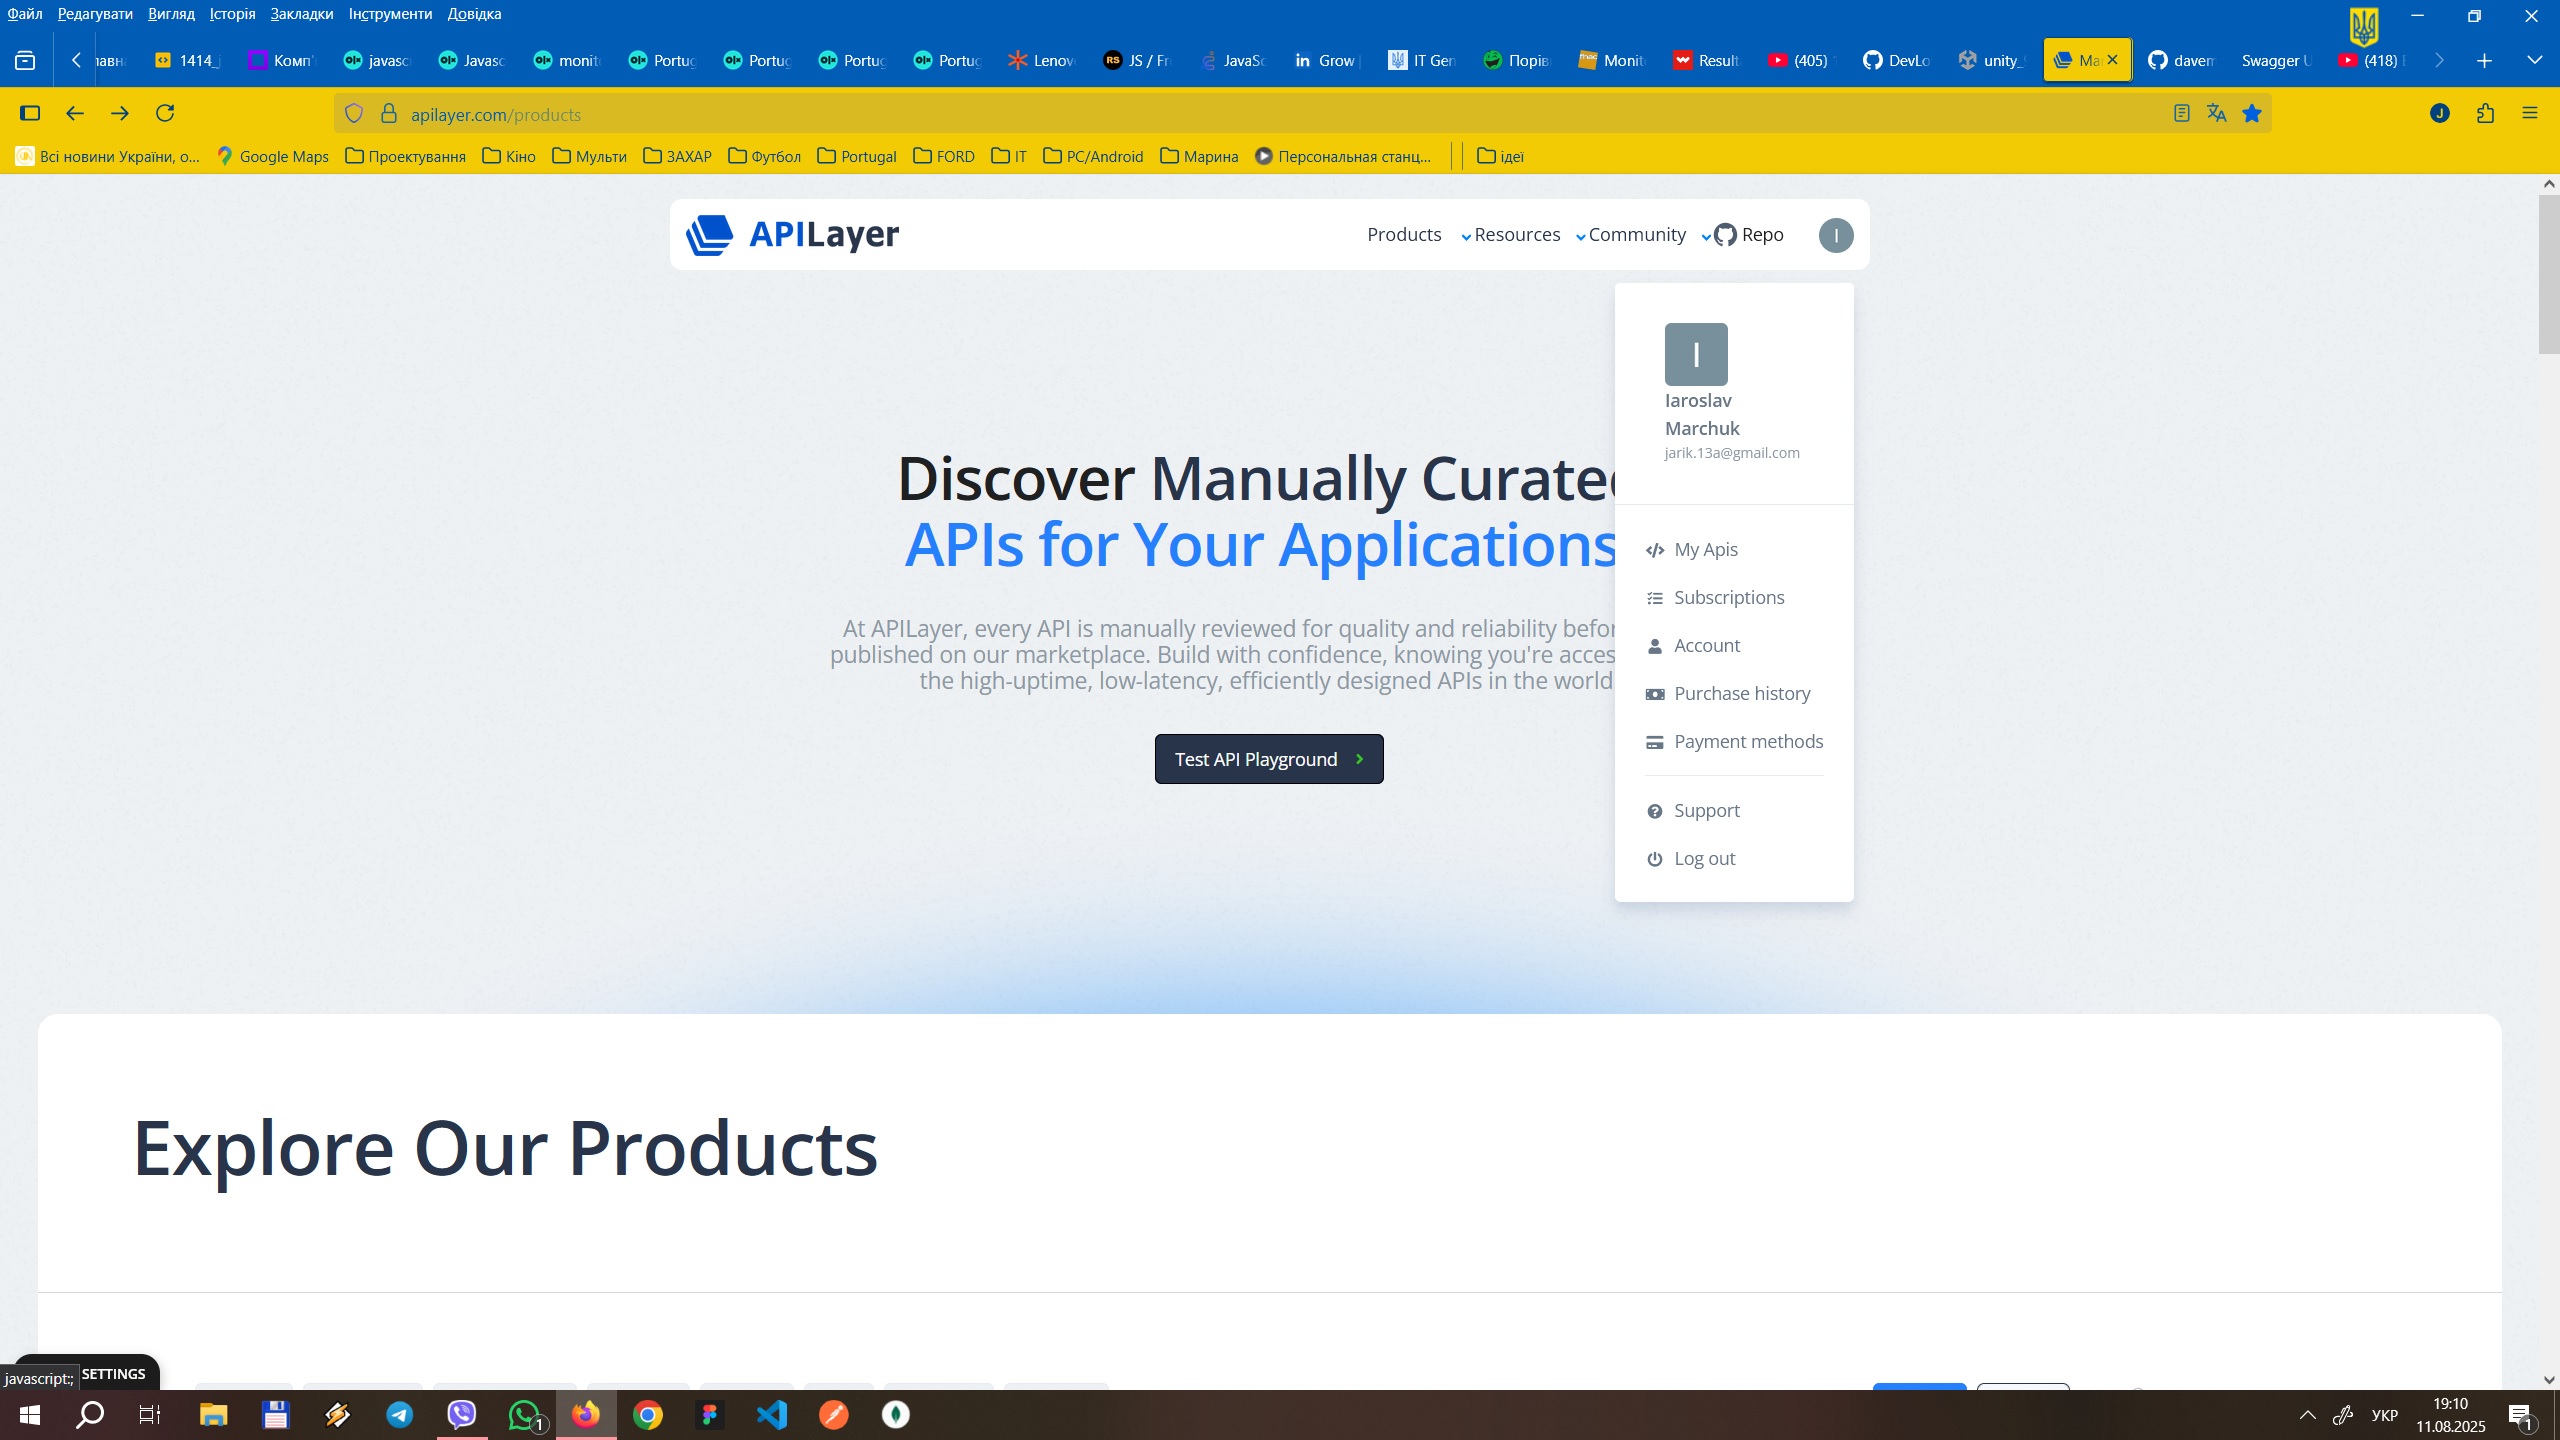 Файл Редагувати Вигляд Історія Закладки Інструменти Довідка
1414_ Комп' javasc Javasc monit Portug Portug Portug Portug Lenov JS / Fr JavaSc Grow IT Gen Порів Monit Result (405) DevLo unity_ Ma davem Swagger U (418)
apilayer.com/products
Всі новини України, о... Google Maps Проектування Кіно Мульти ЗАХАР Футбол Portugal FORD IT PC/Android Марина Персональная станц... ідеї
APILayer Products Resources Community Repo I
I
Iaroslav
Marchuk
jarik.13a@gmail.com
My Apis
Subscriptions
Account
Purchase history
Payment methods
Support
Log out
Discover Manually Curate
APIs for Your Applications
At APILayer, every API is manually reviewed for quality and reliability befor
published on our marketplace. Build with confidence, knowing you're acces
the high-uptime, low-latency, efficiently designed APIs in the world
Test API Playground
Explore Our Products
SETTINGS
javascript:;
1 УКР 19:10
11.08.2025 1